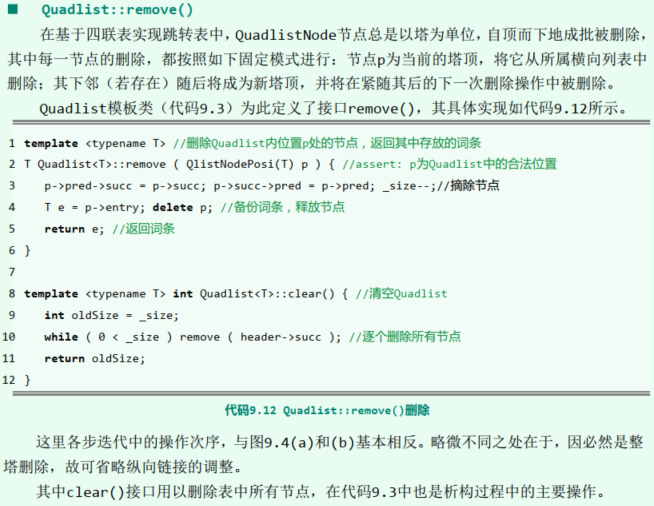 ■ Quadlist::remove()
在基于四联表实现跳转表中，QuadlistNode节点总是以塔为单位，自顶而下地成批被删除，
其中每一节点的删除，都按照如下固定模式进行：节点p为当前的塔顶，将它从所属横向列表中
删除；其下邻（若存在）随后将成为新塔顶，并将在紧随其后的下一次删除操作中被删除。
Quadlist模板类（代码9.3）为此定义了接口remove()，其具体实现如代码9.12所示。
1 template <typename T> //删除Quadlist内位置p处的节点，返回其中存放的词条
2 T Quadlist<T>::remove ( QlistNodePosi(T) p ) { //assert: p为Quadlist中的合法位置
3 p->pred->succ = p->succ; p->succ->pred = p->pred; _size--;//摘除节点
4 T e = p->entry; delete p; //备份词条，释放节点
5 return e; //返回词条
6 }
7
8 template <typename T> int Quadlist<T>::clear() { //清空Quadlist
9 int oldSize = _size;
10 while ( 0 < _size ) remove ( header->succ ); //逐个删除所有节点
11 return oldSize;
12 }
代码9.12 Quadlist::remove()删除
这里各步迭代中的操作次序，与图9.4(a)和(b)基本相反。略微不同之处在于，因必然是整
塔删除，故可省略纵向链接的调整。
其中clear()接口用以删除表中所有节点，在代码9.3中也是析构过程中的主要操作。